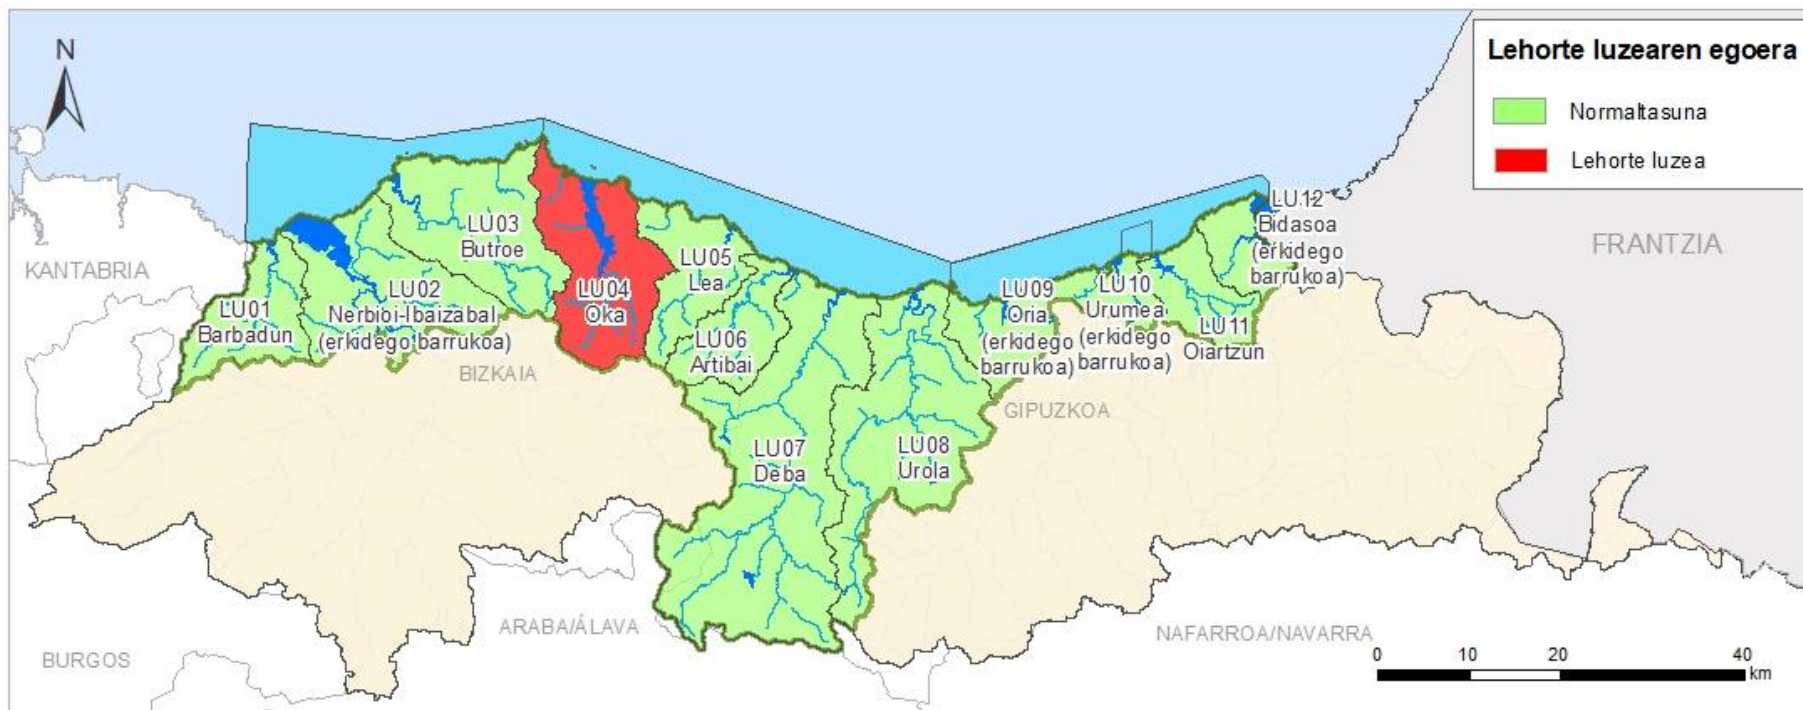 N
Lehorte luzearen egoera
Normaltasuna
Lehorte luzea
KANTABRIA
FRANTZIA
LU01
Barbadun
LU02
Nerbioi-Ibaizabal
(erkidego barrukoa)
LU03
Butroe
LU04
Oka
LU05
Lea
LU06
Artibai
LU07
Deba
LU08
Urola
LU09
Oria
(erkidego
barrukoa)
LU10
Urumea
(erkidego
barrukoa)
LU11
Oiartzun
LU12
Bidasoa
(erkidego
barrukoa)
BIZKAIA
GIPUZKOA
ARABA/ÁLAVA
NAFARROA/NAVARRA
BURGOS
0 10 20 40
km